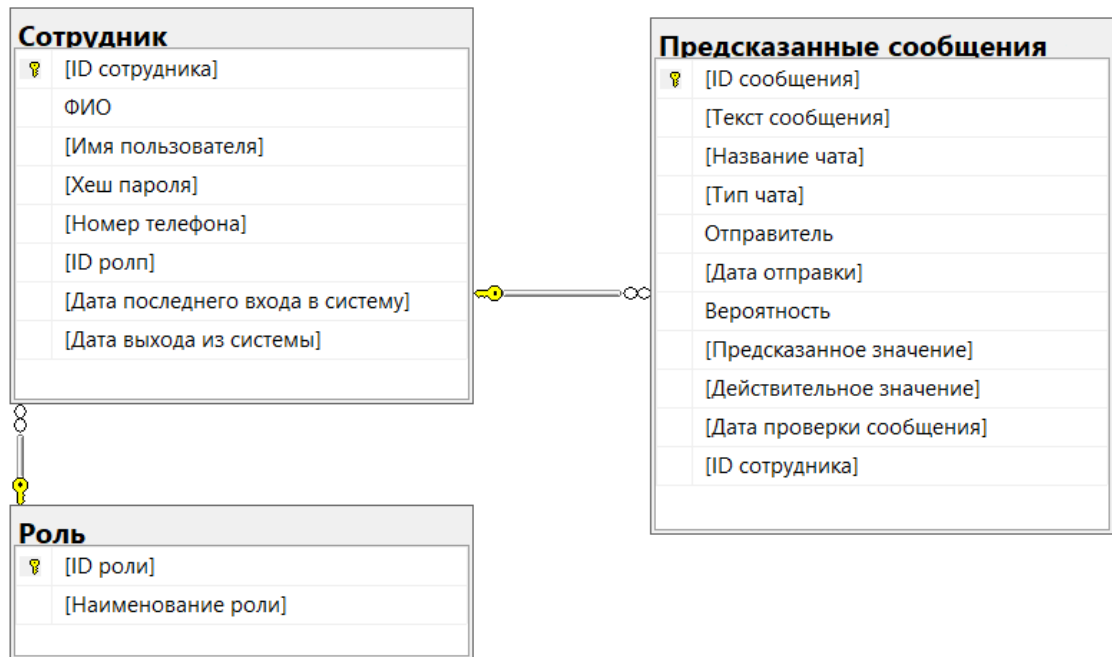 Сотрудник
[ID сотрудника]
ФИО
[Имя пользователя]
[Хеш пароля]
[Номер телефона]
[ID ролп]
[Дата последнего входа в систему]
[Дата выхода из системы]
Предсказанные сообщения
[ID сообщения]
[Текст сообщения]
[Название чата]
[Тип чата]
Отправитель
[Дата отправки]
Вероятность
[Предсказанное значение]
[Действительное значение]
[Дата проверки сообщения]
[ID сотрудника]
Роль
[ID роли]
[Наименование роли]